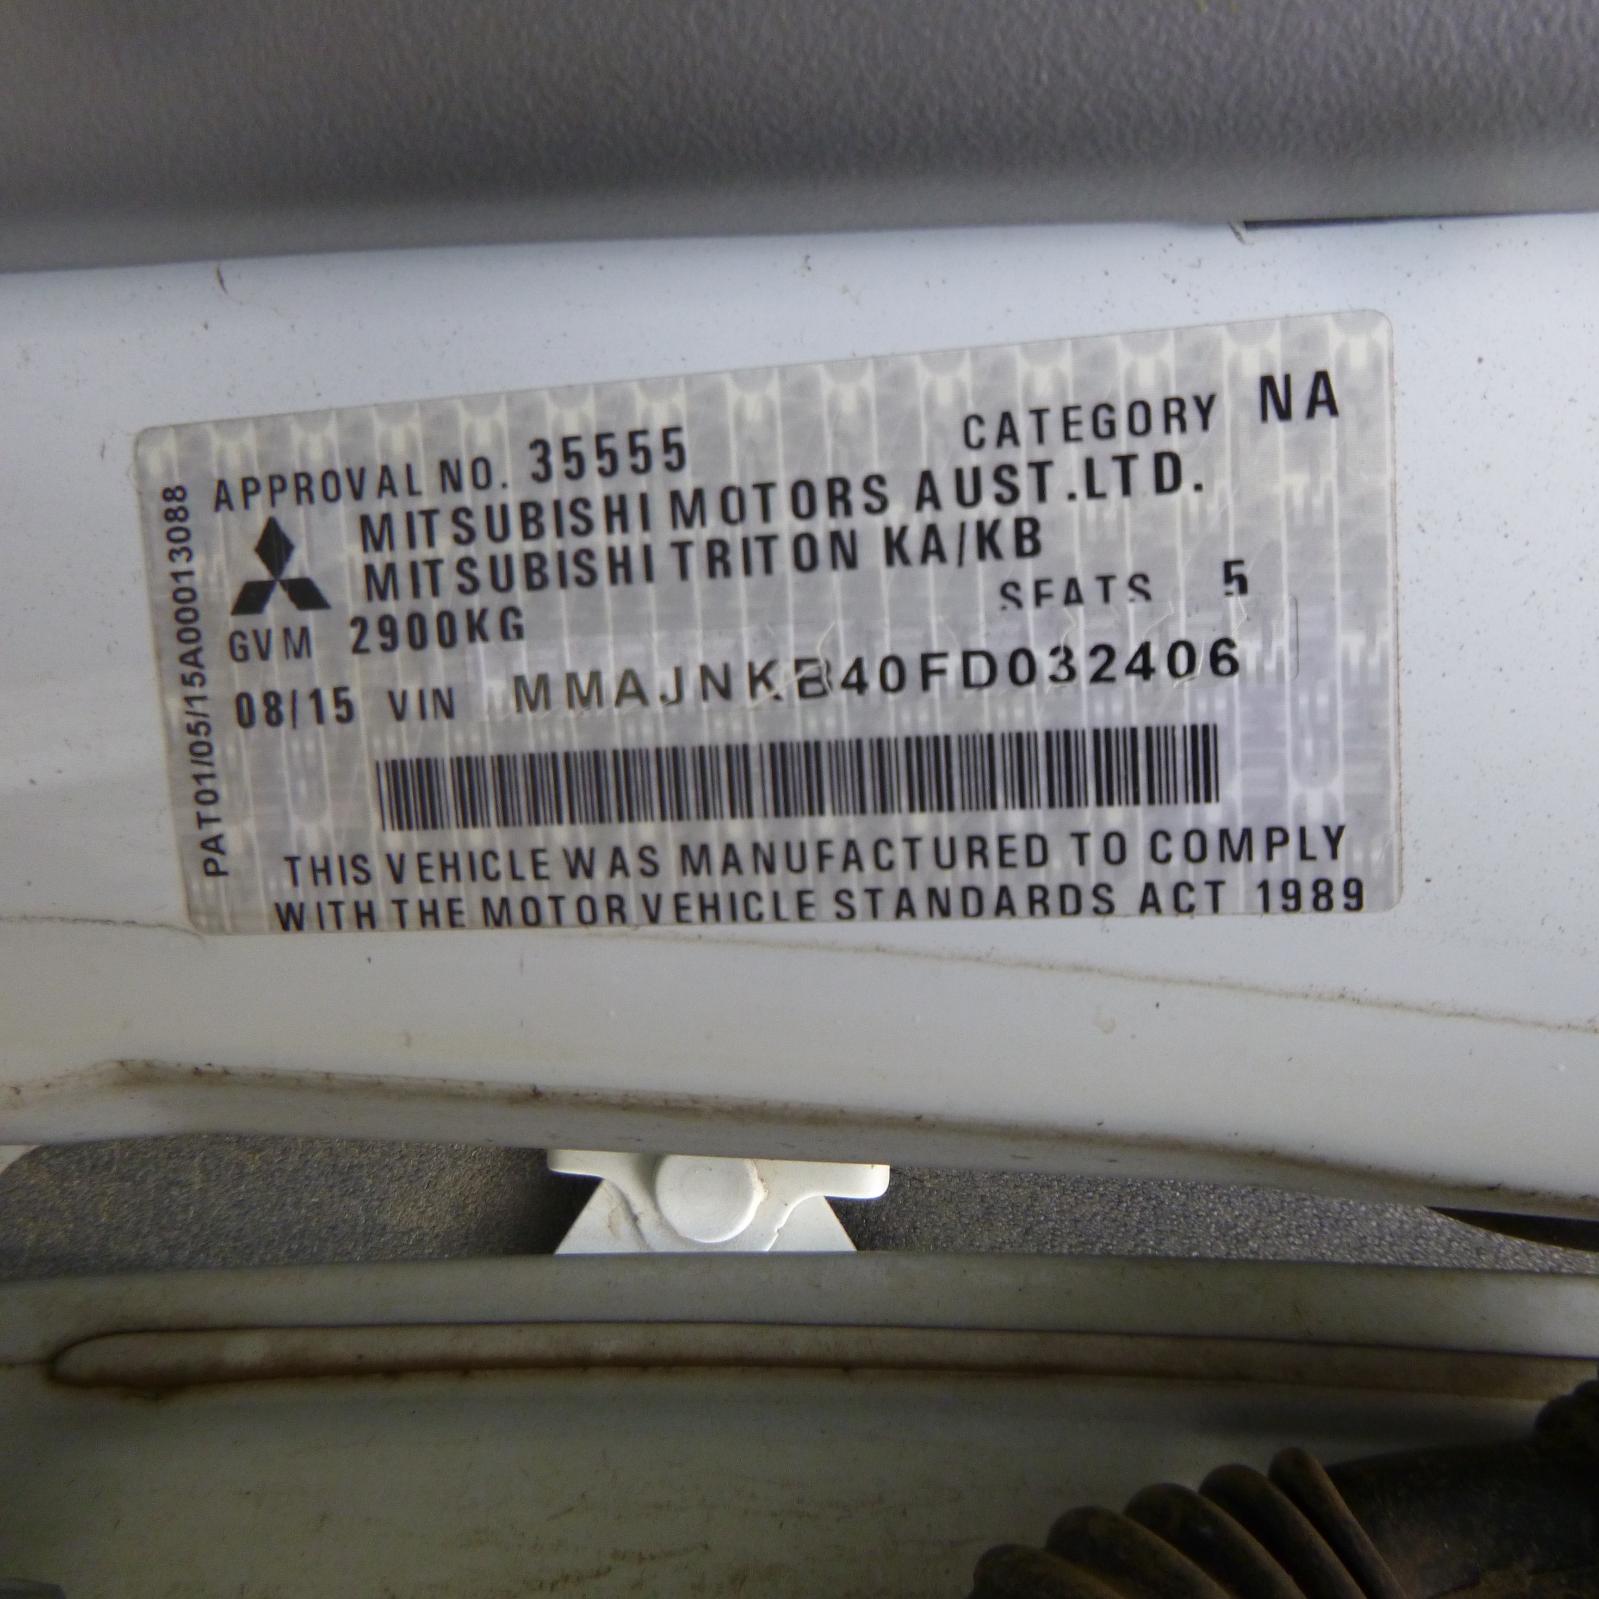 APPROVAL NO. 35555 CATEGORY NA
MITSUBISHI MOTORS AUST.LTD.
MITSUBISHI TRITON KA/KB
GVM 2900KG SEATS 5
08/15 VIN MMAJNKB40FD032406
THIS VEHICLE WAS MANUFACTURED TO COMPLY
WITH THE MOTOR VEHICLE STANDARDS ACT 1989
PAT01/05/15A00013088